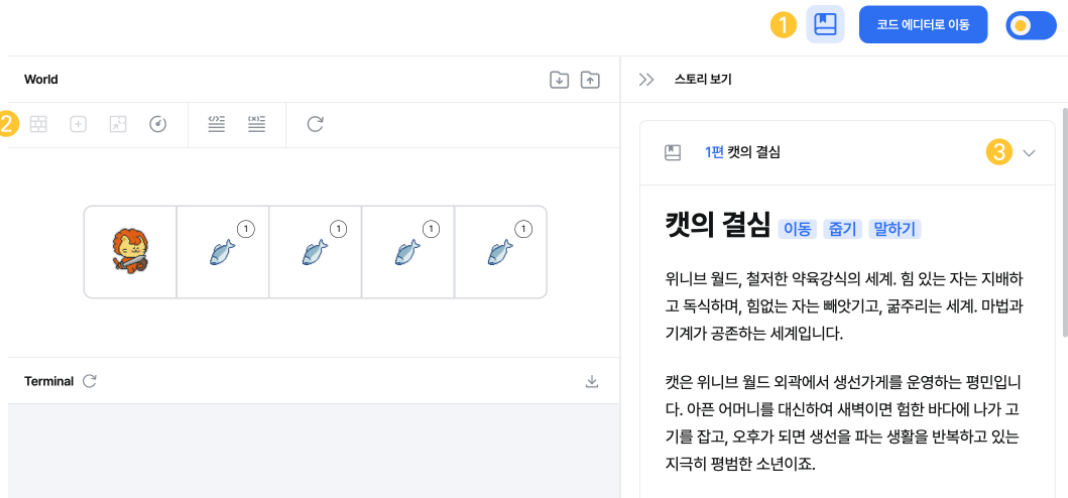 1
코드 에디터로 이동
World
스토리 보기
2
1편 캣의 결심
3
1
1
1
1
캣의 결심 이동 줍기 말하기
위니브 월드, 철저한 약육강식의 세계. 힘 있는 자는 지배하
고 독식하며, 힘없는 자는 빼앗기고, 굶주리는 세계. 마법과
기계가 공존하는 세계입니다.
Terminal
캣은 위니브 월드 외곽에서 생선가게를 운영하는 평민입니
다. 아픈 어머니를 대신하여 새벽이면 험한 바다에 나가 고
기를 잡고, 오후가 되면 생선을 파는 생활을 반복하고 있는
지극히 평범한 소년이죠.